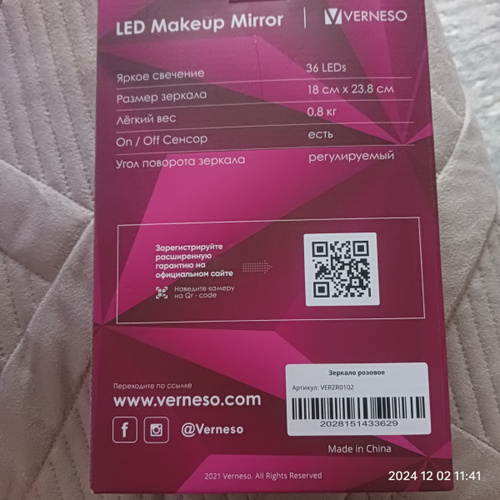 LED Makeup Mirror | VERNESO
Яркое свечение 36 LEDs
Размер зеркала 18 см x 23,8 см
Лёгкий вес 0,8 кг
On / Off Сенсор есть
Угол поворота зеркала регулируемый
Зарегистрируйте
расширенную
гарантию на
официальном сайте
Наведите камеру
на Qr - code
Зеркало розовое
Артикул: VERZR0102
2028151433629
Made in China
Переходите по ссылке
www.verneso.com
f @Verneso
2021 Verneso. All Rights Reserved
2024 12 02 11:41